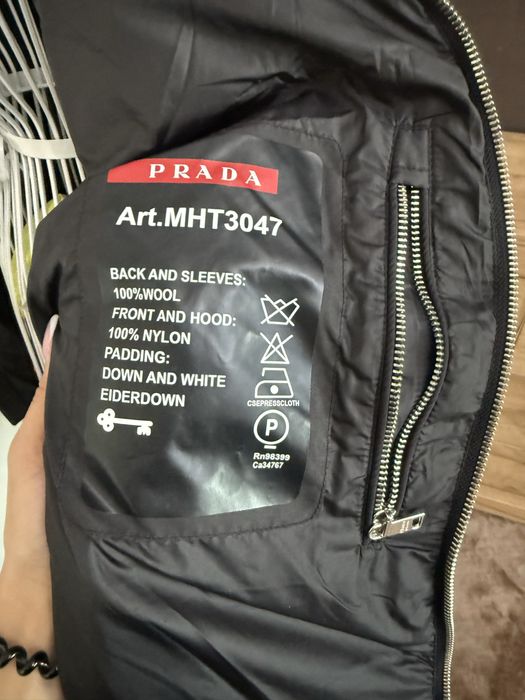 PRADA
Art.MHT3047
BACK AND SLEEVES:
100%WOOL
FRONT AND HOOD:
100% NYLON
PADDING:
DOWN AND WHITE
EIDERDOWN
CSEPRESSCLOTH
P
Rn98399
Ca34767